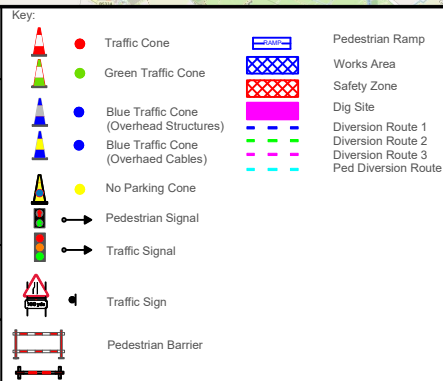 Key:
Traffic Cone
Green Traffic Cone
Blue Traffic Cone
(Overhead Structures)
Blue Traffic Cone
(Overhaed Cables)
No Parking Cone
Pedestrian Signal
Traffic Signal
Traffic Sign
Pedestrian Barrier
RAMP
Pedestrian Ramp
Works Area
Safety Zone
Dig Site
Diversion Route 1
Diversion Route 2
Diversion Route 3
Ped Diversion Route